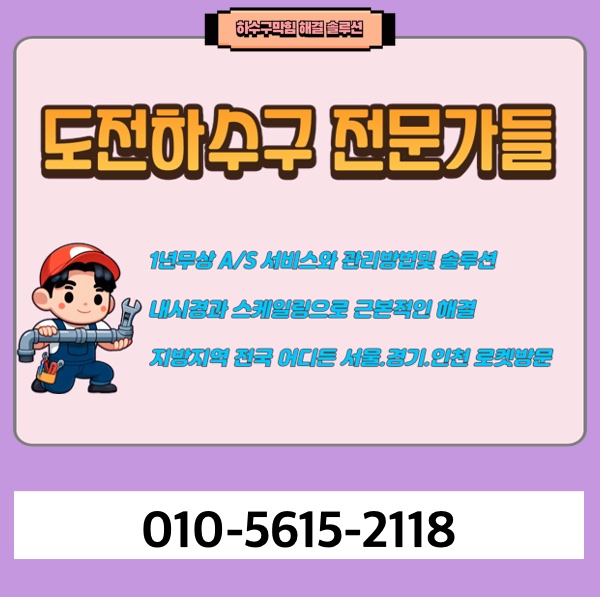 하수구막힘 해결 솔루션
도전하수구 전문가들
1년무상 A/S 서비스와 관리방법및 솔루션
내시경과 스케일링으로 근본적인 해결
지방지역 전국 어디든 서울.경기.인천 로켓방문
010-5615-2118